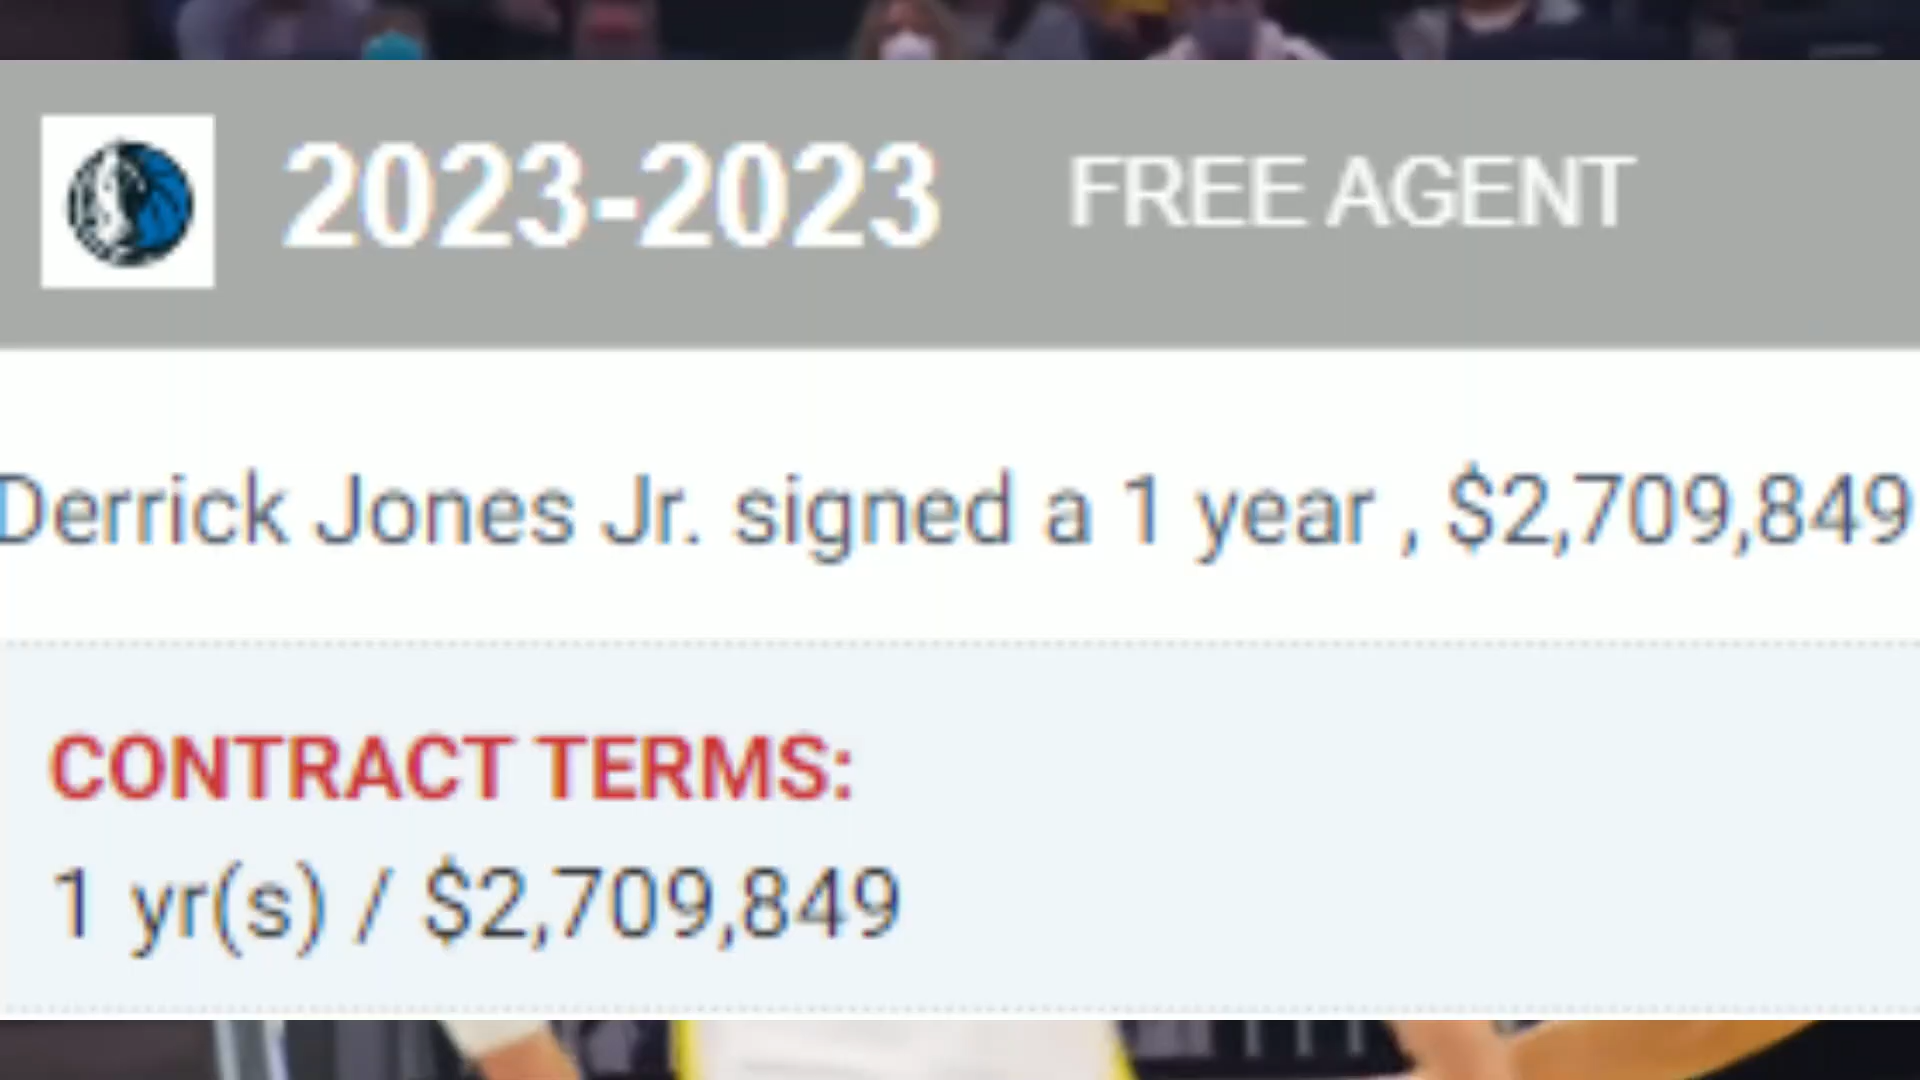 2023-2023 FREE AGENT
Derrick Jones Jr. signed a 1 year , $2,709,849
CONTRACT TERMS:
1 yr(s) / $2,709,849